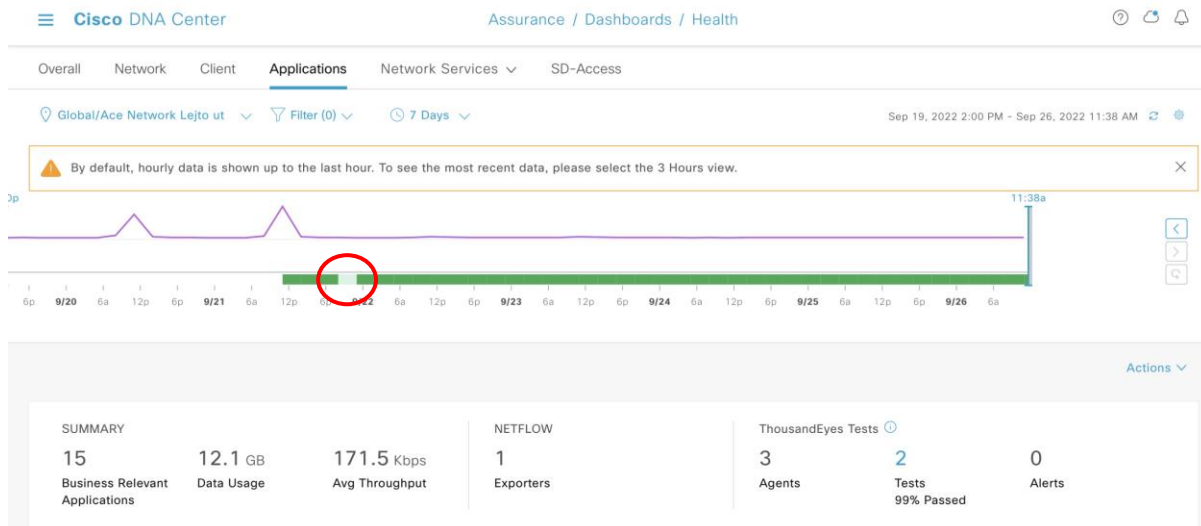 Cisco DNA Center
Assurance / Dashboards / Health
Overall Network Client Applications Network Services SD-Access
Global/Ace Network Lejto ut Filter (0) 7 Days Sep 19, 2022 2:00 PM - Sep 26, 2022 11:38 AM
By default, hourly data is shown up to the last hour. To see the most recent data, please select the 3 Hours view.
0p 11:38a
6p 9/20 6a 12p 6p 9/21 6a 12p 6p 9/22 6a 12p 6p 9/23 6a 12p 6p 9/24 6a 12p 6p 9/25 6a 12p 6p 9/26 6a
Actions
SUMMARY NETFLOW ThousandEyes Tests
15 12.1 GB 171.5 Kbps 1 3 2 0
Business Relevant Data Usage Avg Throughput Exporters Agents Tests Alerts
Applications 99% Passed